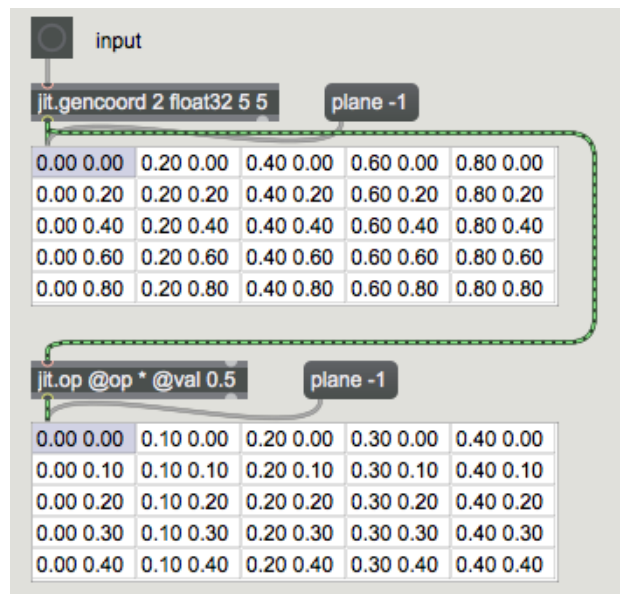 input
jit.gencoord 2 float32 5 5 plane -1
0.00 0.00 0.20 0.00 0.40 0.00 0.60 0.00 0.80 0.00
0.00 0.20 0.20 0.20 0.40 0.20 0.60 0.20 0.80 0.20
0.00 0.40 0.20 0.40 0.40 0.40 0.60 0.40 0.80 0.40
0.00 0.60 0.20 0.60 0.40 0.60 0.60 0.60 0.80 0.60
0.00 0.80 0.20 0.80 0.40 0.80 0.60 0.80 0.80 0.80
jit.op @op * @val 0.5 plane -1
0.00 0.00 0.10 0.00 0.20 0.00 0.30 0.00 0.40 0.00
0.00 0.10 0.10 0.10 0.20 0.10 0.30 0.10 0.40 0.10
0.00 0.20 0.10 0.20 0.20 0.20 0.30 0.20 0.40 0.20
0.00 0.30 0.10 0.30 0.20 0.30 0.30 0.30 0.40 0.30
0.00 0.40 0.10 0.40 0.20 0.40 0.30 0.40 0.40 0.40